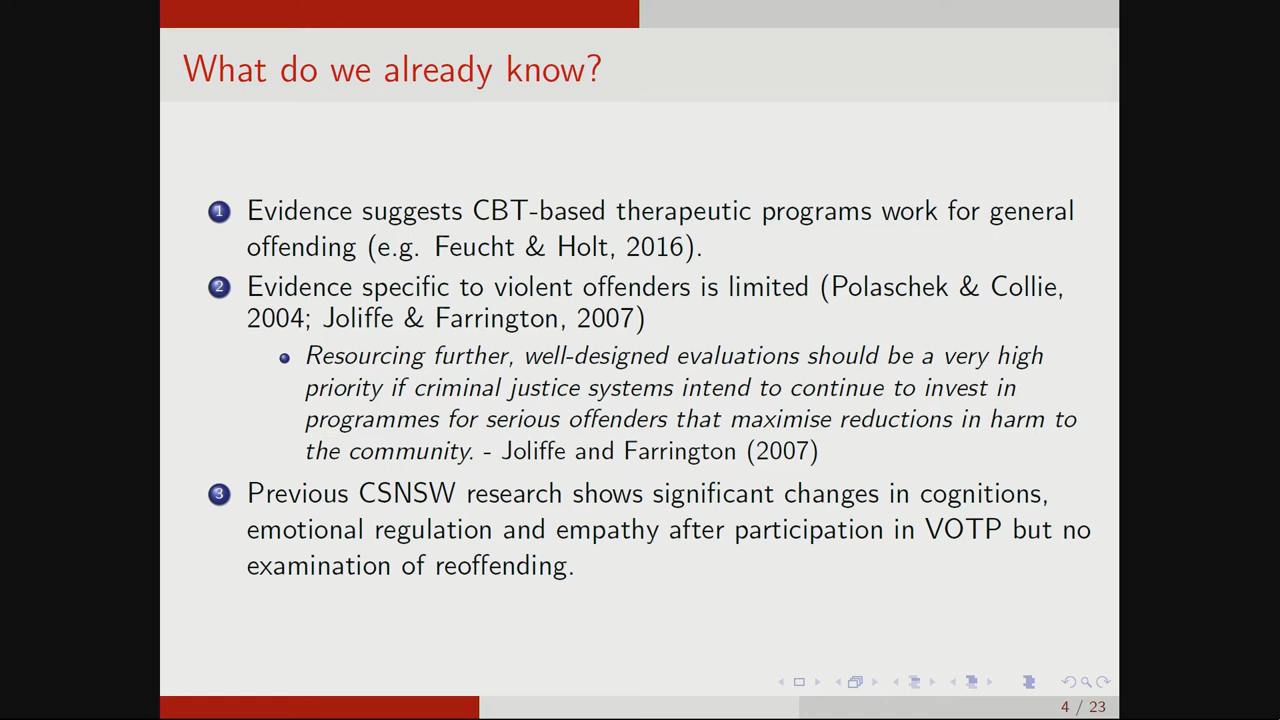 What do we already know?
1 Evidence suggests CBT-based therapeutic programs work for general
offending (e.g. Feucht & Holt, 2016).
2 Evidence specific to violent offenders is limited (Polaschek & Collie,
2004; Joliffe & Farrington, 2007)
Resourcing further, well-designed evaluations should be a very high
priority if criminal justice systems intend to continue to invest in
programmes for serious offenders that maximise reductions in harm to
the community. - Joliffe and Farrington (2007)
3 Previous CSNSW research shows significant changes in cognitions,
emotional regulation and empathy after participation in VOTP but no
examination of reoffending.
4 / 23